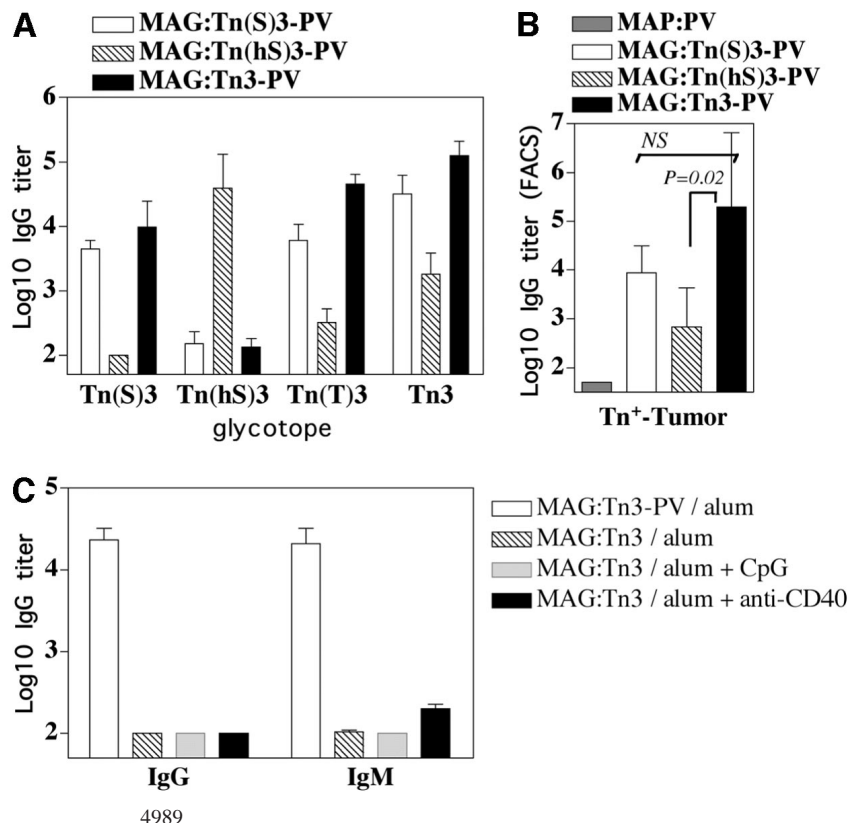 A
MAG:Tn(S)3-PV
MAG:Tn(hS)3-PV
MAG:Tn3-PV
Log10 IgG titer
6
5
4
3
2
Tn(S)3 Tn(hS)3 Tn(T)3 Tn3
glycotope
B
MAP:PV
MAG:Tn(S)3-PV
MAG:Tn(hS)3-PV
MAG:Tn3-PV
Log10 IgG titer (FACS)
7
6
5
4
3
2
NS
P=0.02
Tn+-Tumor
C
Log10 IgG titer
5
4
3
2
IgG IgM
MAG:Tn3-PV / alum
MAG:Tn3 / alum
MAG:Tn3 / alum + CpG
MAG:Tn3 / alum + anti-CD40
4989